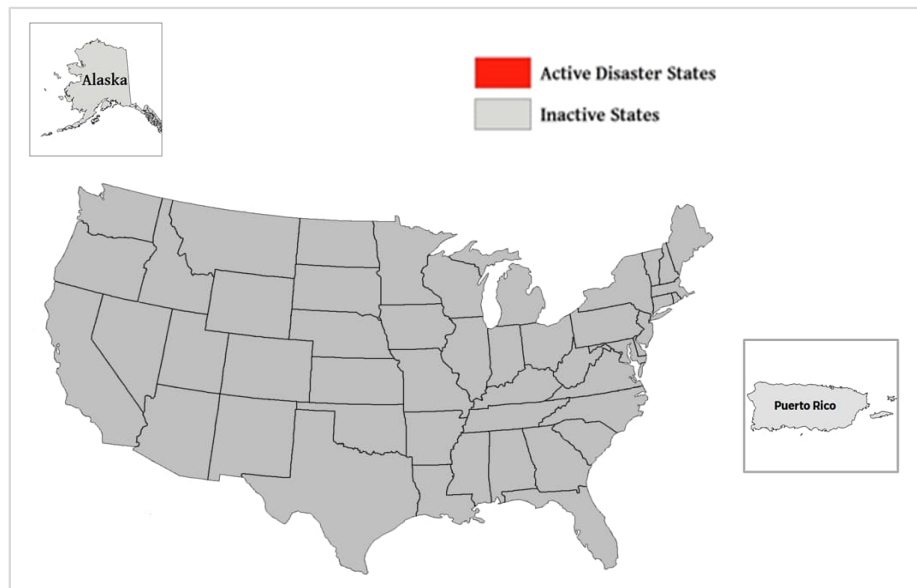 Alaska
Active Disaster States
Inactive States
Puerto Rico